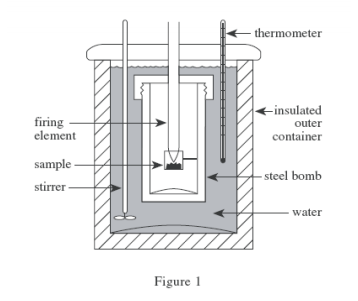 thermometer
firing
element
sample
stirrer
insulated
outer
container
steel bomb
water
Figure 1